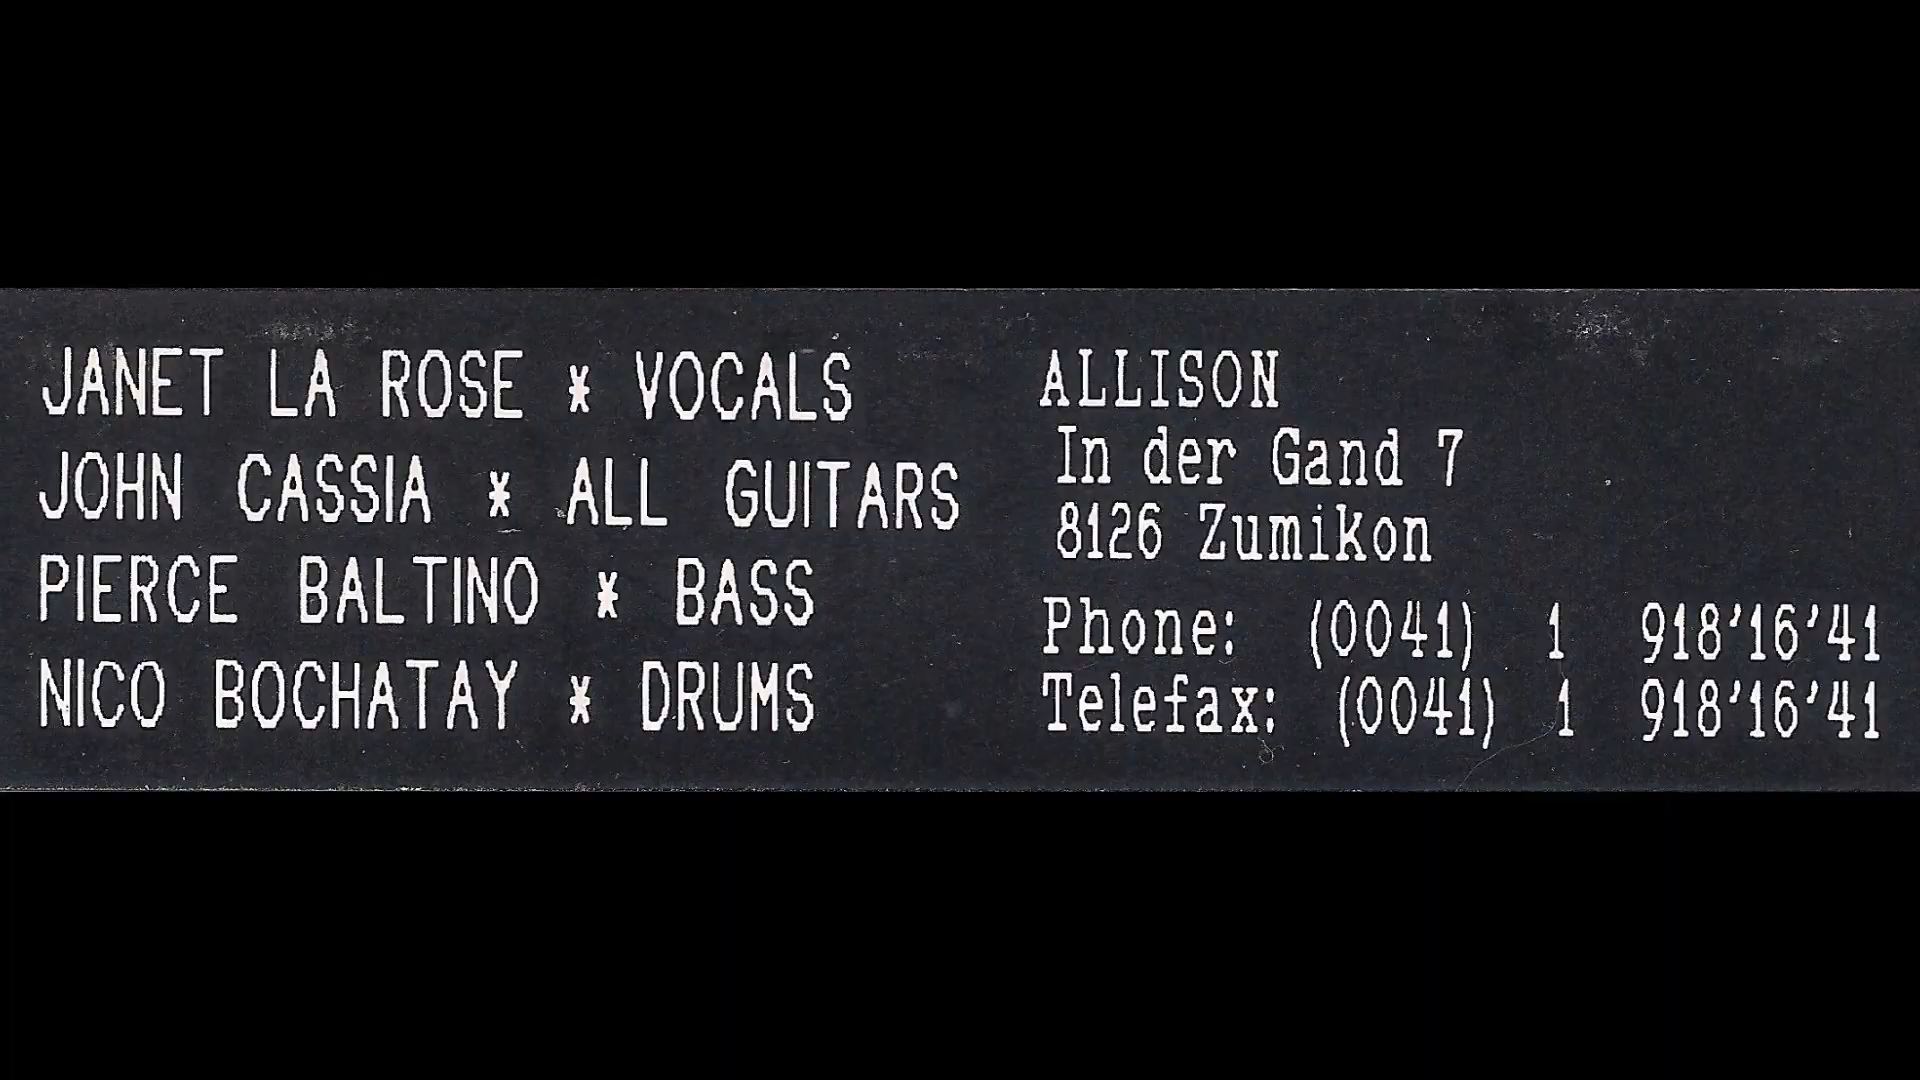 JANET LA ROSE * VOCALS
JOHN CASSIA * ALL GUITARS
PIERCE BALTINO * BASS
NICO BOCHATAY * DRUMS
ALLISON
In der Gand 7
8126 Zumikon
Phone: (0041) 1 918'16'41
Telefax: (0041) 1 918'16'41